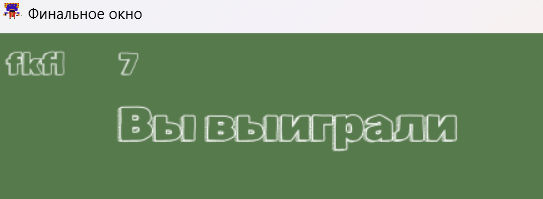 Финальное окно
fkfl 7
Вы выиграли